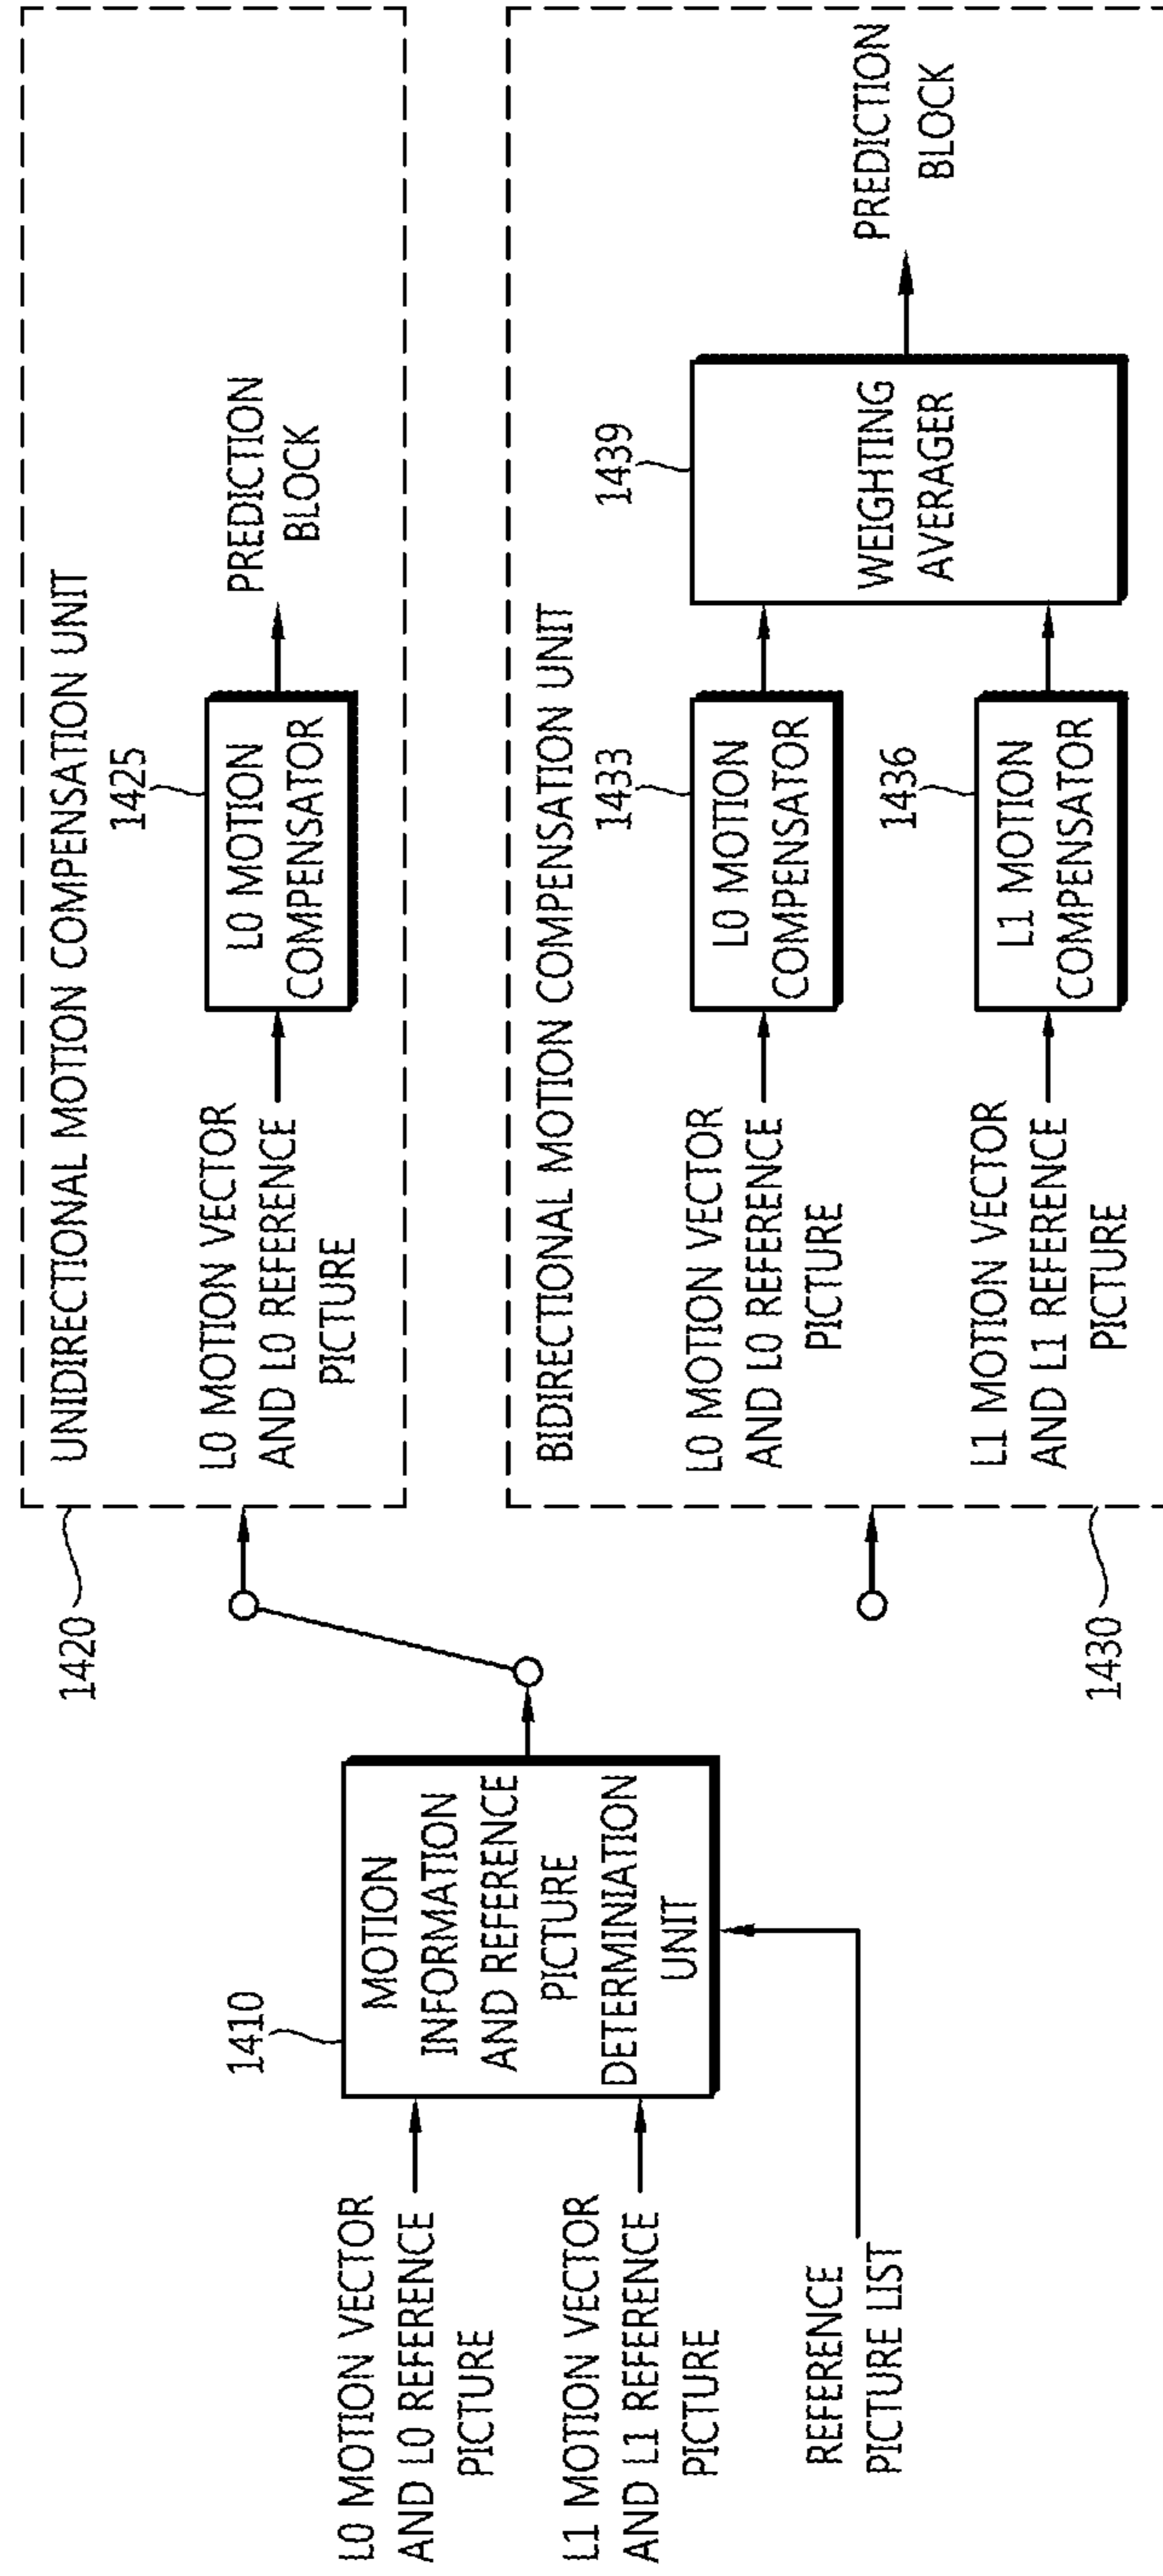 L0 MOTION VECTOR
AND L0 REFERENCE
PICTURE
L1 MOTION VECTOR
AND L1 REFERENCE
PICTURE
REFERENCE
PICTURE LIST
1410
MOTION
INFORMATION
AND REFERENCE
PICTURE
DETERMINIATION
UNIT
1420
UNIDIRECTIONAL MOTION COMPENSATION UNIT
L0 MOTION VECTOR
AND L0 REFERENCE
PICTURE
1425
L0 MOTION
COMPENSATOR
PREDICTION
BLOCK
1430
BIDIRECTIONAL MOTION COMPENSATION UNIT
L0 MOTION VECTOR
AND L0 REFERENCE
PICTURE
1433
L0 MOTION
COMPENSATOR
L1 MOTION VECTOR
AND L1 REFERENCE
PICTURE
1436
L1 MOTION
COMPENSATOR
1439
WEIGHTING
AVERAGER
PREDICTION
BLOCK